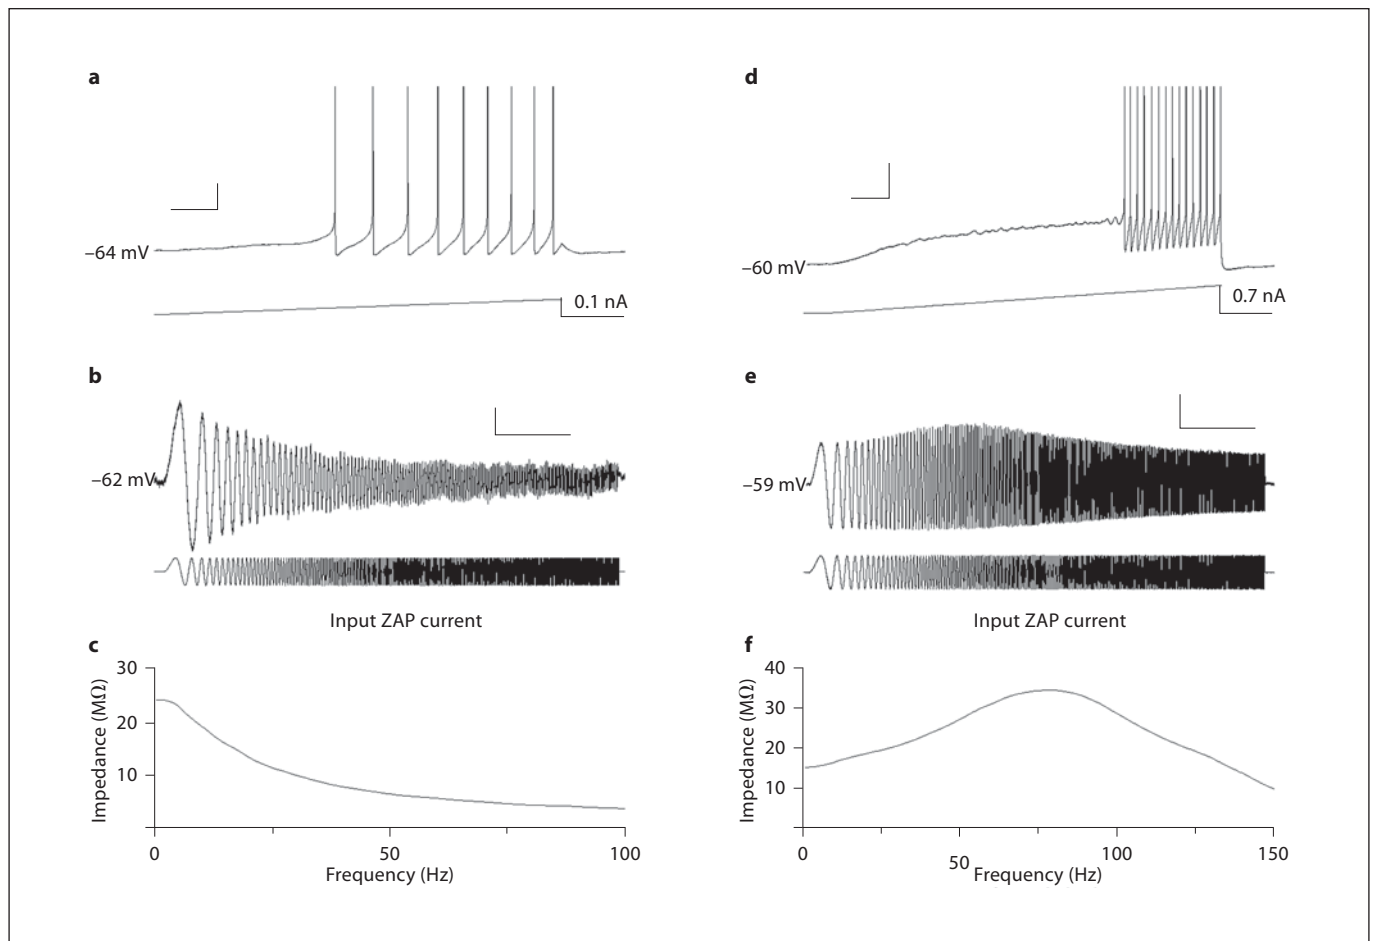 a
–64 mV
0.1 nA
b
–62 mV
Input ZAP current
c
Impedance (MΩ)
30
20
10
0
50
100
Frequency (Hz)
d
–60 mV
0.7 nA
e
–59 mV
Input ZAP current
f
Impedance (MΩ)
40
30
20
10
0
50
100
150
Frequency (Hz)